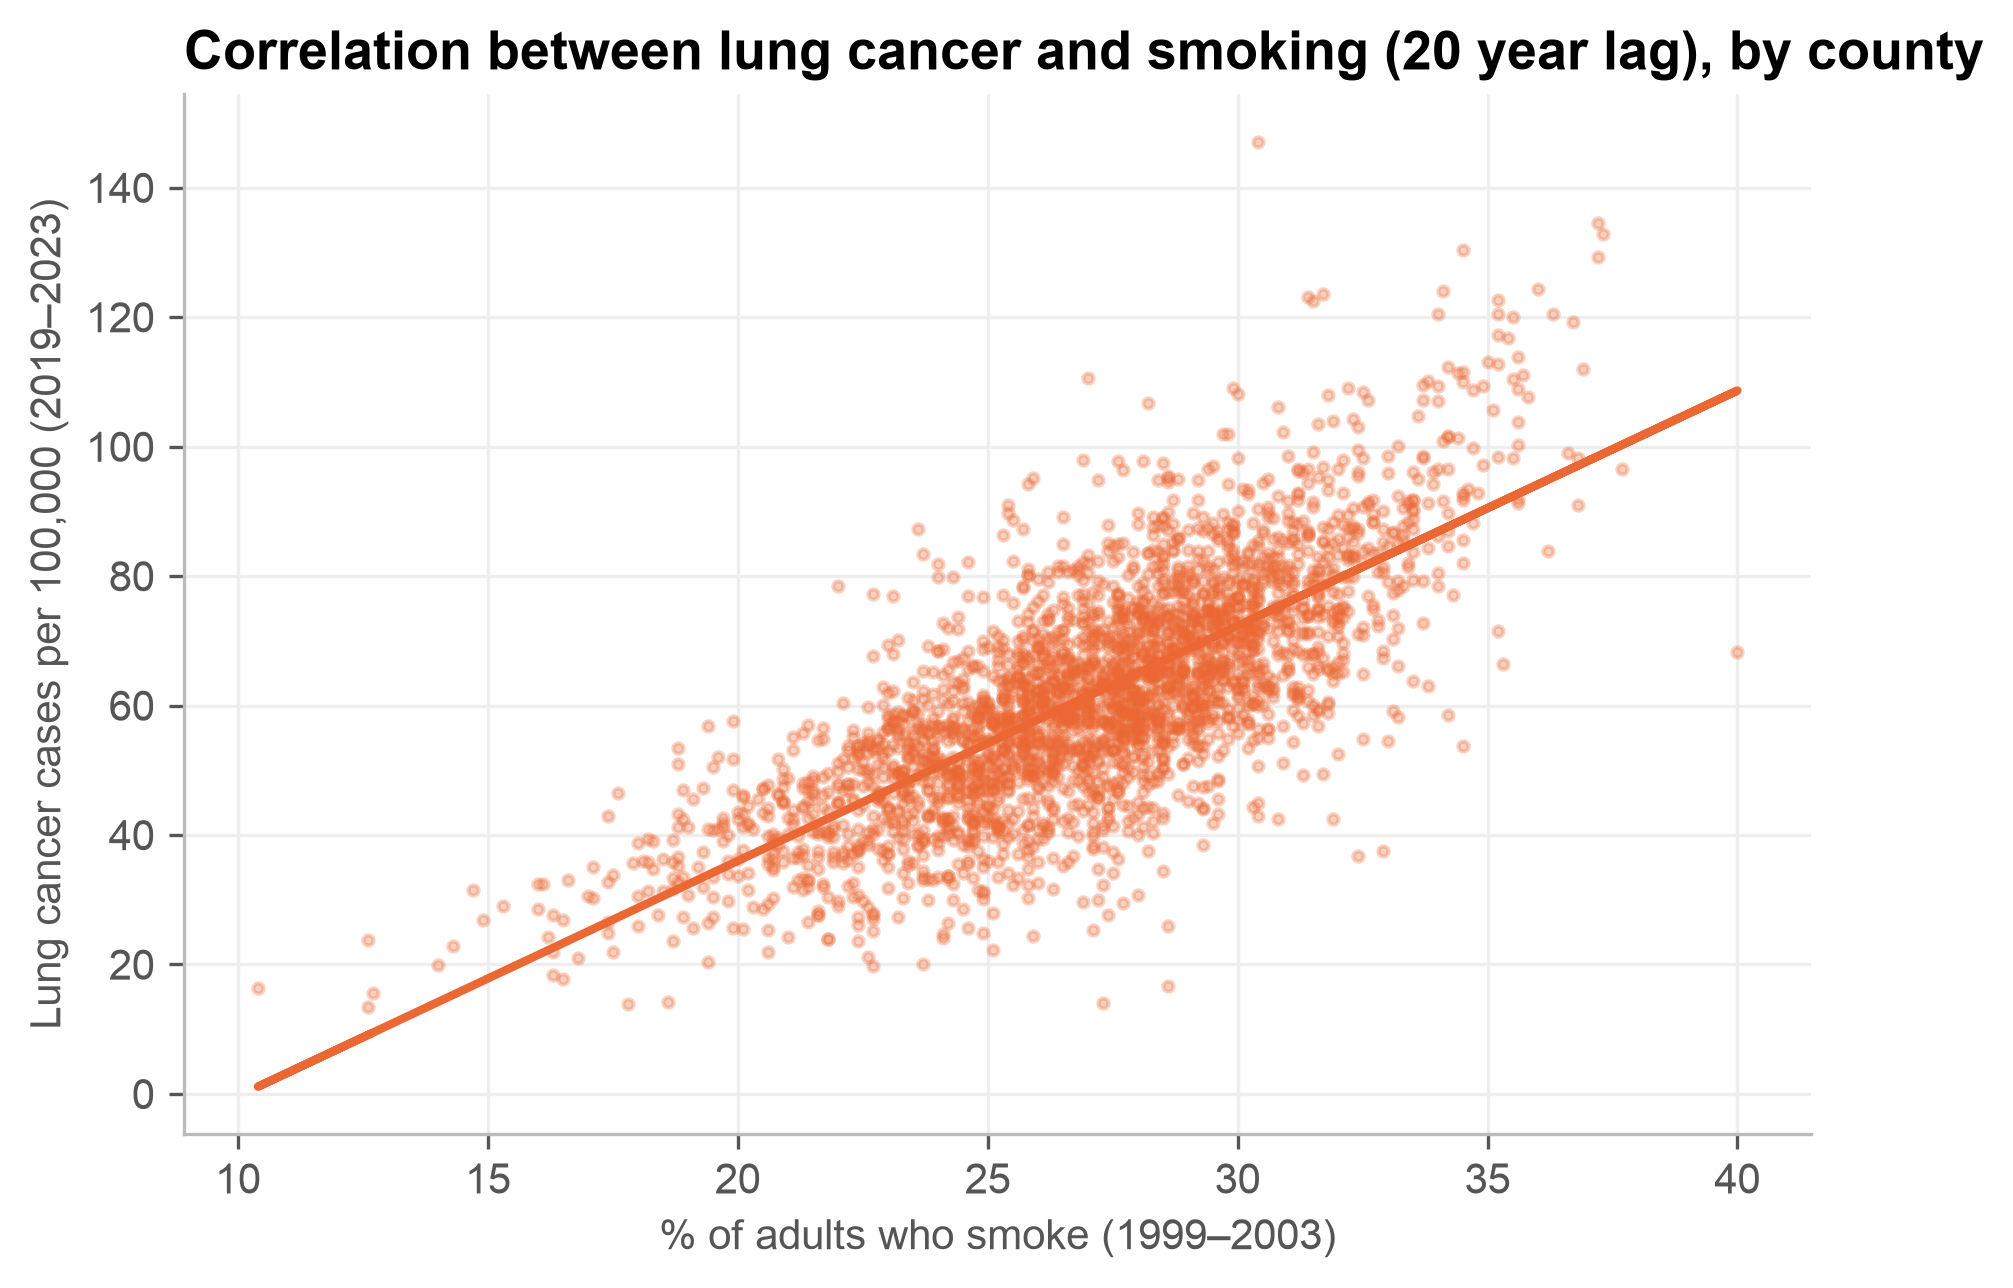 Correlation between lung cancer and smoking (20 year lag), by county
Lung cancer cases per 100,000 (2019–2023)
140
120
100
80
60
40
20
0
10 15 20 25 30 35 40
% of adults who smoke (1999–2003)